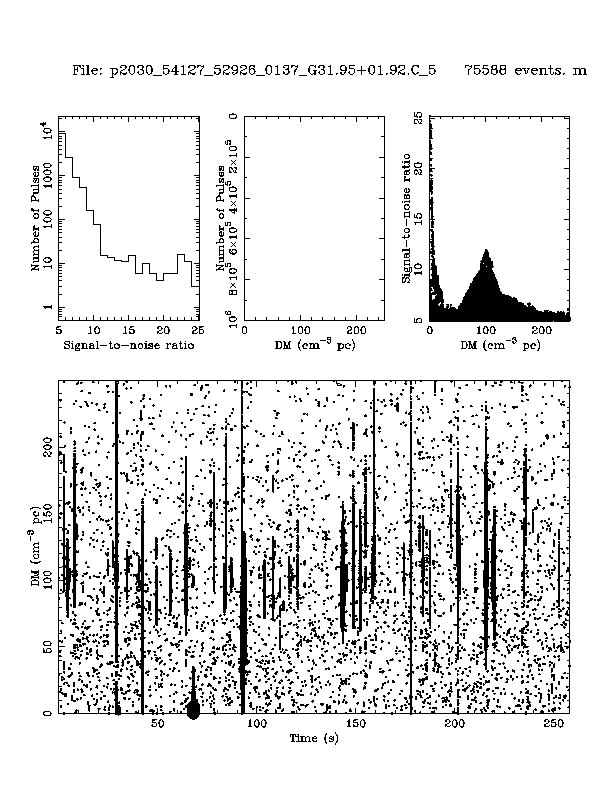 File: p2030_54127_52926_0137_G31.95+01.92.C_5 75588 events. m
Number of Pulses
1 10 100 1000 10⁴
5 10 15 20 25
Signal-to-noise ratio
Number of Pulses
0 2×10⁵ 4×10⁵ 6×10⁵ 8×10⁵ 10⁶
0 100 200
DM (cm⁻³ pc)
Signal-to-noise ratio
5 10 15 20 25
0 100 200
DM (cm⁻³ pc)
DM (cm⁻³ pc)
0 50 100 150 200
50 100 150 200 250
Time (s)